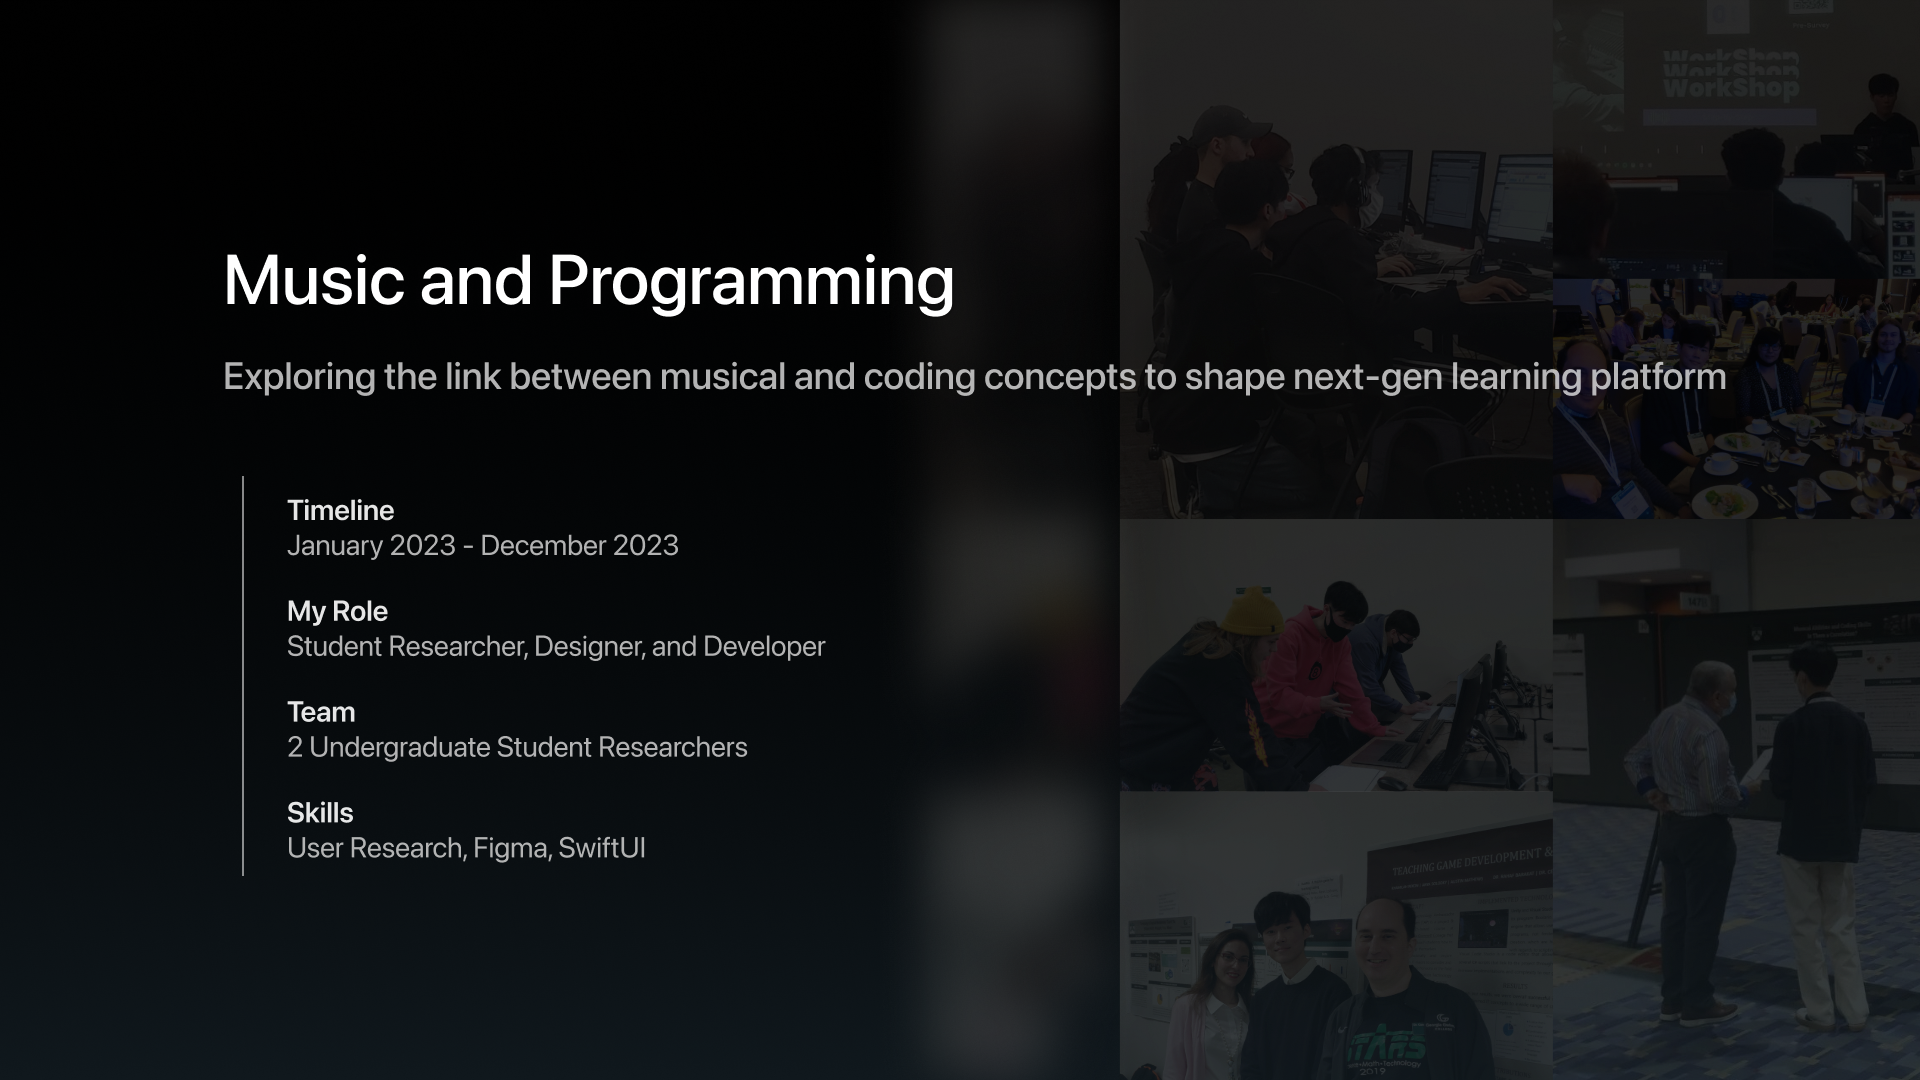 Music and Programming
Exploring the link between musical and coding concepts to shape next-gen learning platform
Timeline
January 2023 - December 2023
My Role
Student Researcher, Designer, and Developer
Team
2 Undergraduate Student Researchers
Skills
User Research, Figma, SwiftUI
WorkShop
WorkShop
WorkShop
TEACHING GAME DEVELOPMENT &
STARS
2019